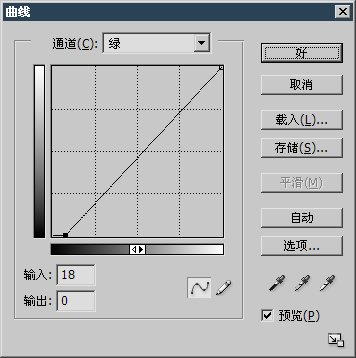 曲线
通道(C): 绿
好
取消
载入(L)...
存储(S)...
平滑(M)
自动
选项...
输入: 18
输出: 0
预览(P)